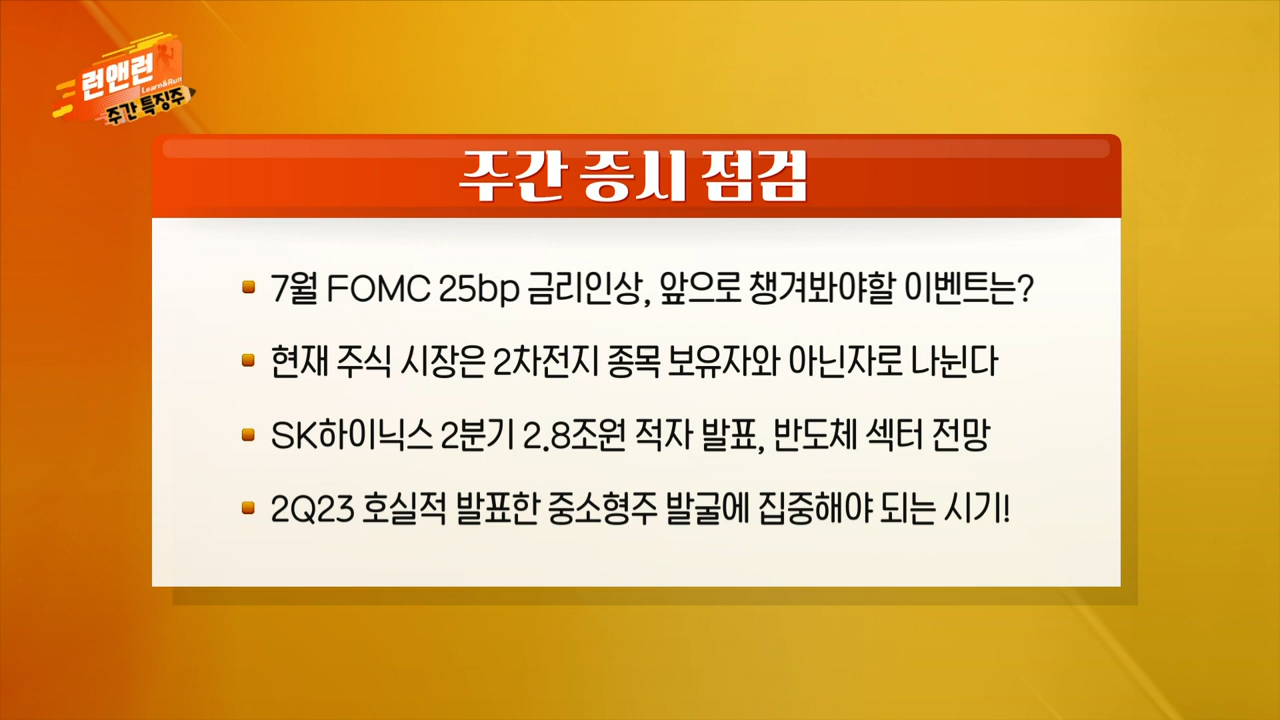 런앤런
Learn&Run
주간 특징주
주간 증시 점검
7월 FOMC 25bp 금리인상, 앞으로 챙겨봐야할 이벤트는?
현재 주식 시장은 2차전지 종목 보유자와 아닌자로 나뉜다
SK하이닉스 2분기 2.8조원 적자 발표, 반도체 섹터 전망
2Q23 호실적 발표한 중소형주 발굴에 집중해야 되는 시기!